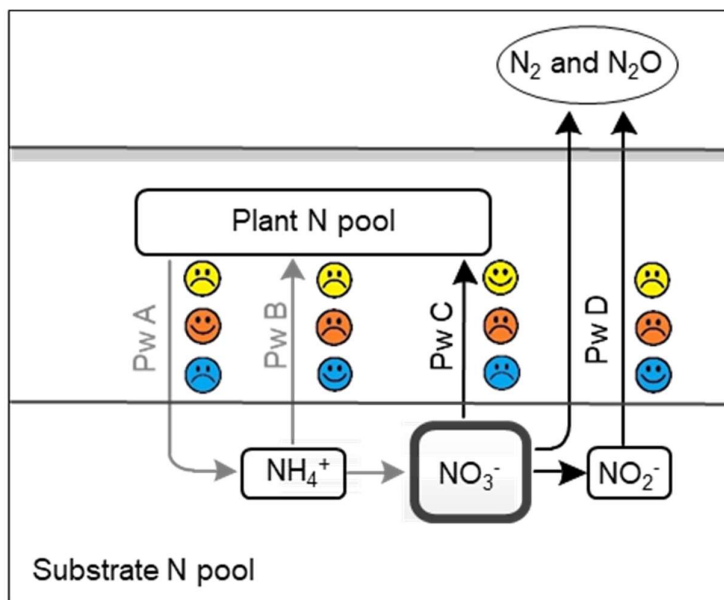 N₂ and N₂O
Plant N pool
Pw A
Pw B
Pw C
Pw D
NH₄⁺
NO₃⁻
NO₂⁻
Substrate N pool